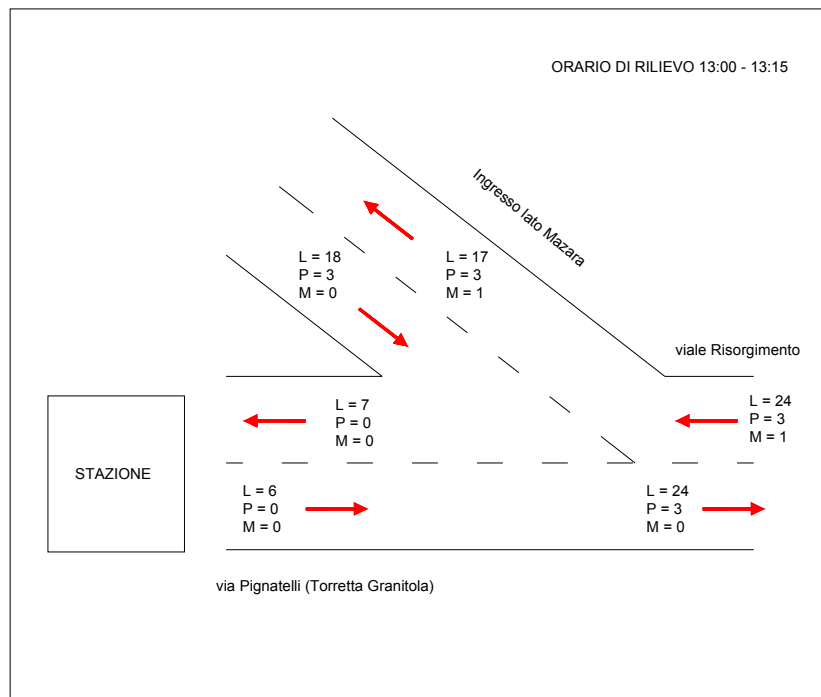 ORARIO DI RILIEVO 13:00 - 13:15
Ingresso lato Mazara
L = 18
P = 3
M = 0
L = 17
P = 3
M = 1
viale Risorgimento
L = 7
P = 0
M = 0
L = 24
P = 3
M = 1
STAZIONE
L = 6
P = 0
M = 0
L = 24
P = 3
M = 0
via Pignatelli (Torretta Granitola)